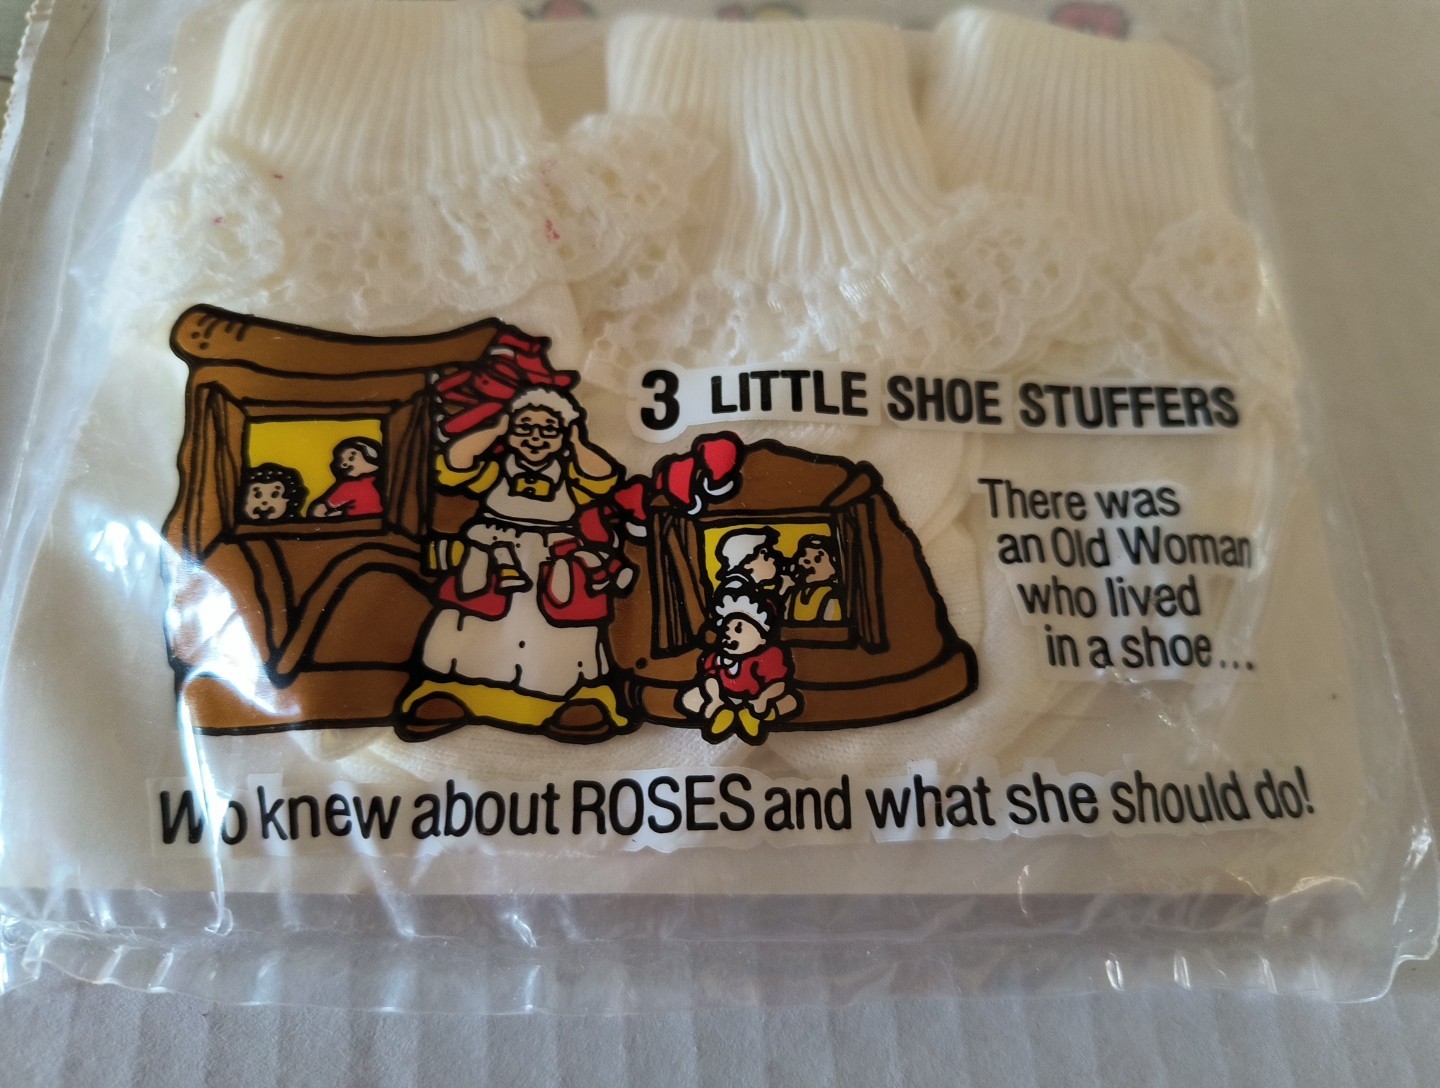 3 LITTLE SHOE STUFFERS
There was
an Old Woman
who lived
in a shoe...
Who knew about ROSES and what she should do!